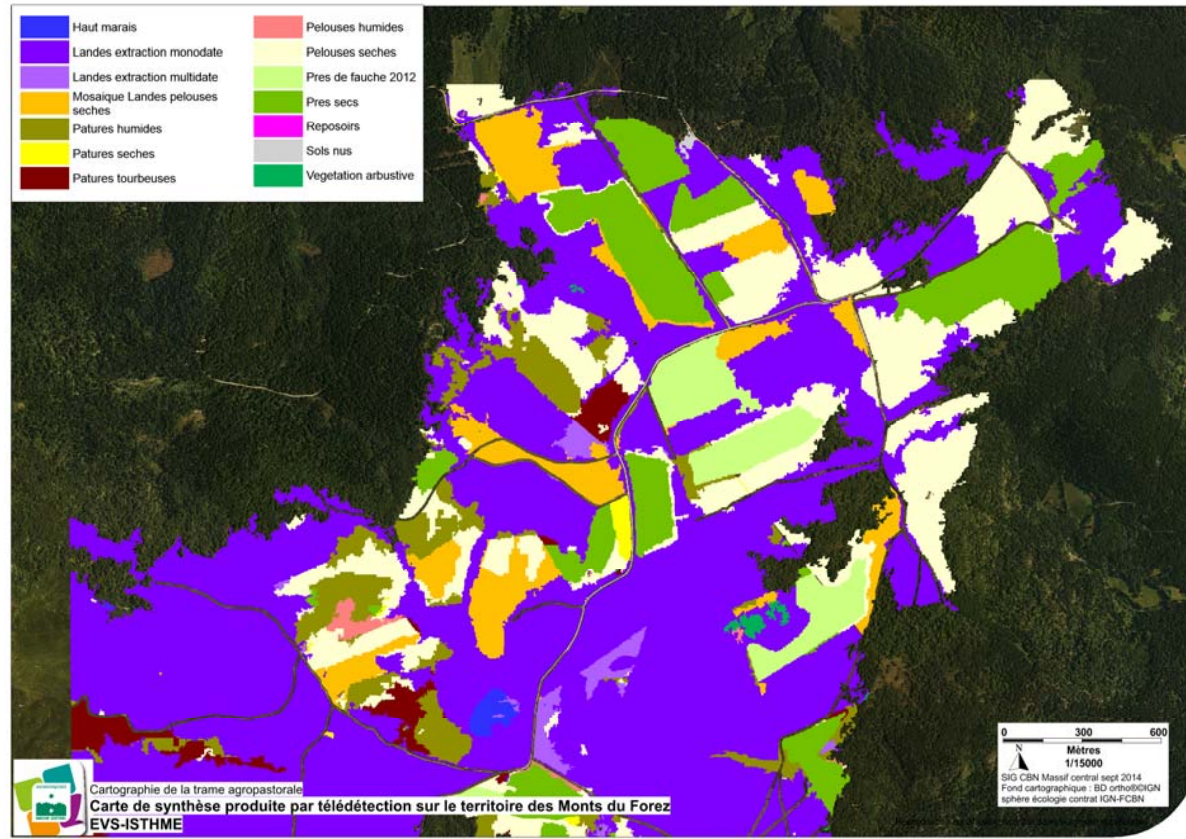 Haut marais
Landes extraction monodate
Landes extraction multidate
Mosaique Landes pelouses
seches
Patures humides
Patures seches
Patures tourbeuses
Pelouses humides
Pelouses seches
Pres de fauche 2012
Pres secs
Reposoirs
Sols nus
Vegetation arbustive
0 300 600
Mètres
N
1/15000
SIG CBN Massif central sept 2014
Fond cartographique : BD ortho®©IGN
sphère écologie contrat IGN-FCBN
Cartographie de la trame agropastorale
Carte de synthèse produite par télédétection sur le territoire des Monts du Forez
EVS-ISTHME